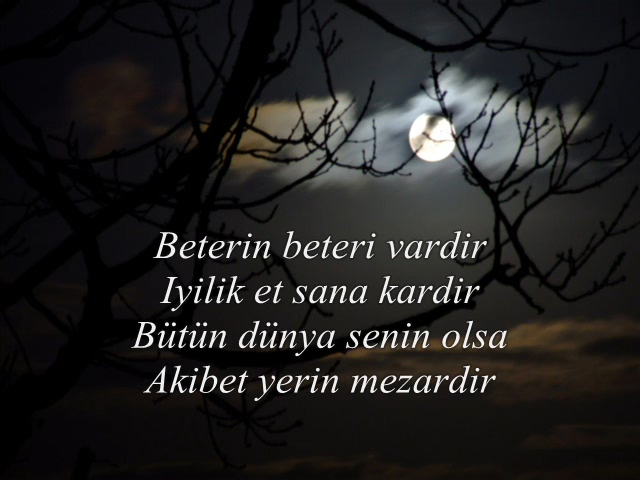 Beterin beteri vardir
Iyilik et sana kardir
Bütün dünya senin olsa
Akibet yerin mezardir